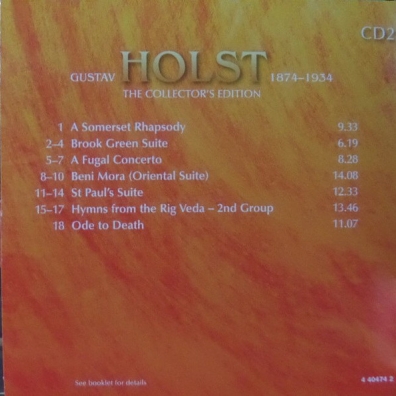 CD2
GUSTAV HOLST 1874–1934
THE COLLECTOR'S EDITION
1 A Somerset Rhapsody 9.33
2–4 Brook Green Suite 6.19
5–7 A Fugal Concerto 8.28
8–10 Beni Mora (Oriental Suite) 14.08
11–14 St Paul's Suite 12.33
15–17 Hymns from the Rig Veda – 2nd Group 13.46
18 Ode to Death 11.07
See booklet for details
4 40474 2